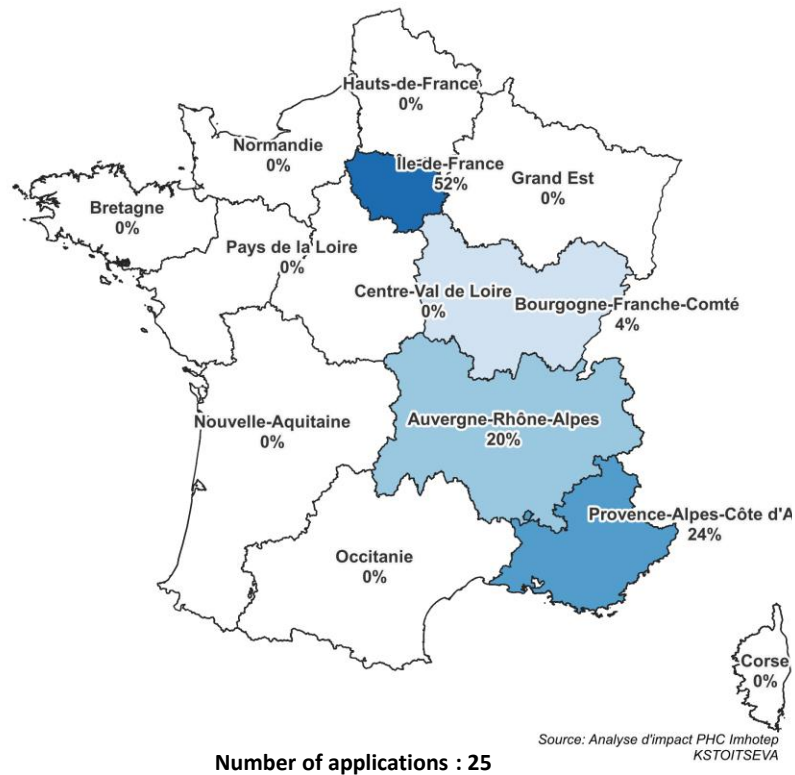 Hauts-de-France
0%
Normandie
0%
Île-de-France
52%
Grand Est
0%
Bretagne
0%
Pays de la Loire
0%
Centre-Val de Loire
0%
Bourgogne-Franche-Comté
4%
Nouvelle-Aquitaine
0%
Auvergne-Rhône-Alpes
20%
Provence-Alpes-Côte d'A
24%
Occitanie
0%
Corse
0%
Source: Analyse d'impact PHC Imhotep
KSTOITSEVA
Number of applications : 25